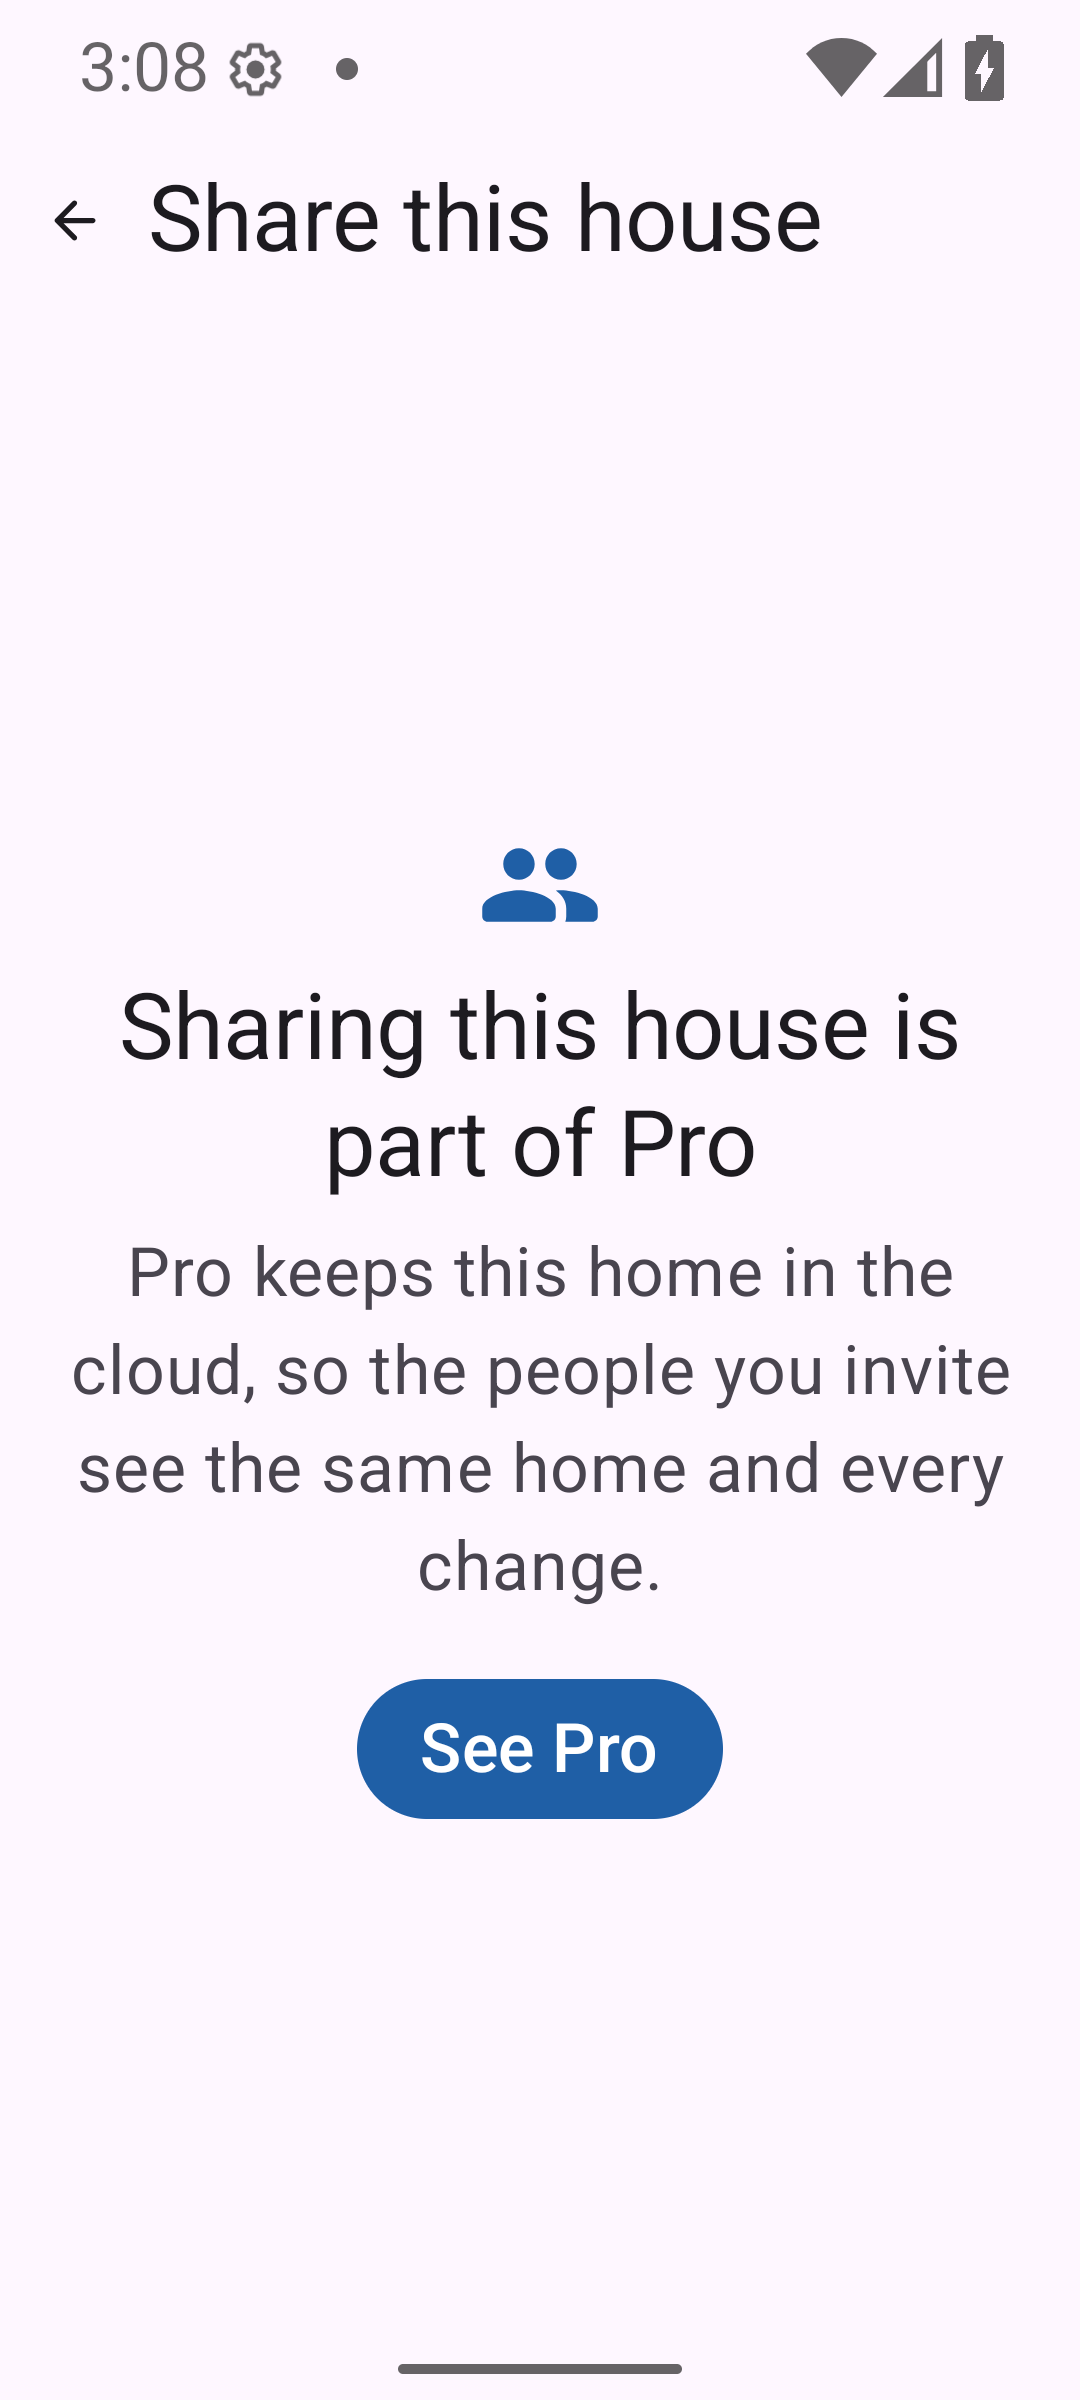 3:08
Share this house
Sharing this house is
part of Pro
Pro keeps this home in the
cloud, so the people you invite
see the same home and every
change.
See Pro